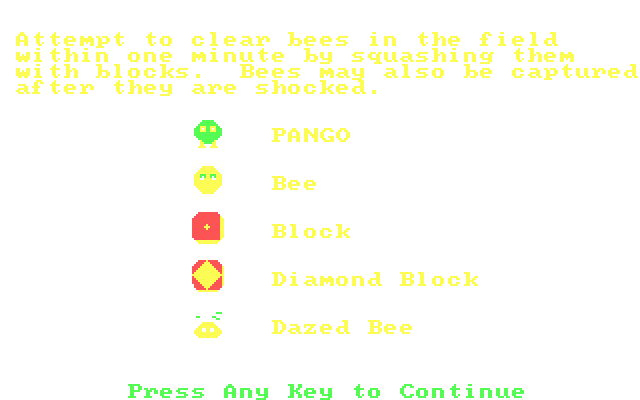 Attempt to clear bees in the field
within one minute by squashing them
with blocks.  Bees may also be captured
after they are shocked.
PANGO
Bee
Block
Diamond Block
Dazed Bee
Press Any Key to Continue